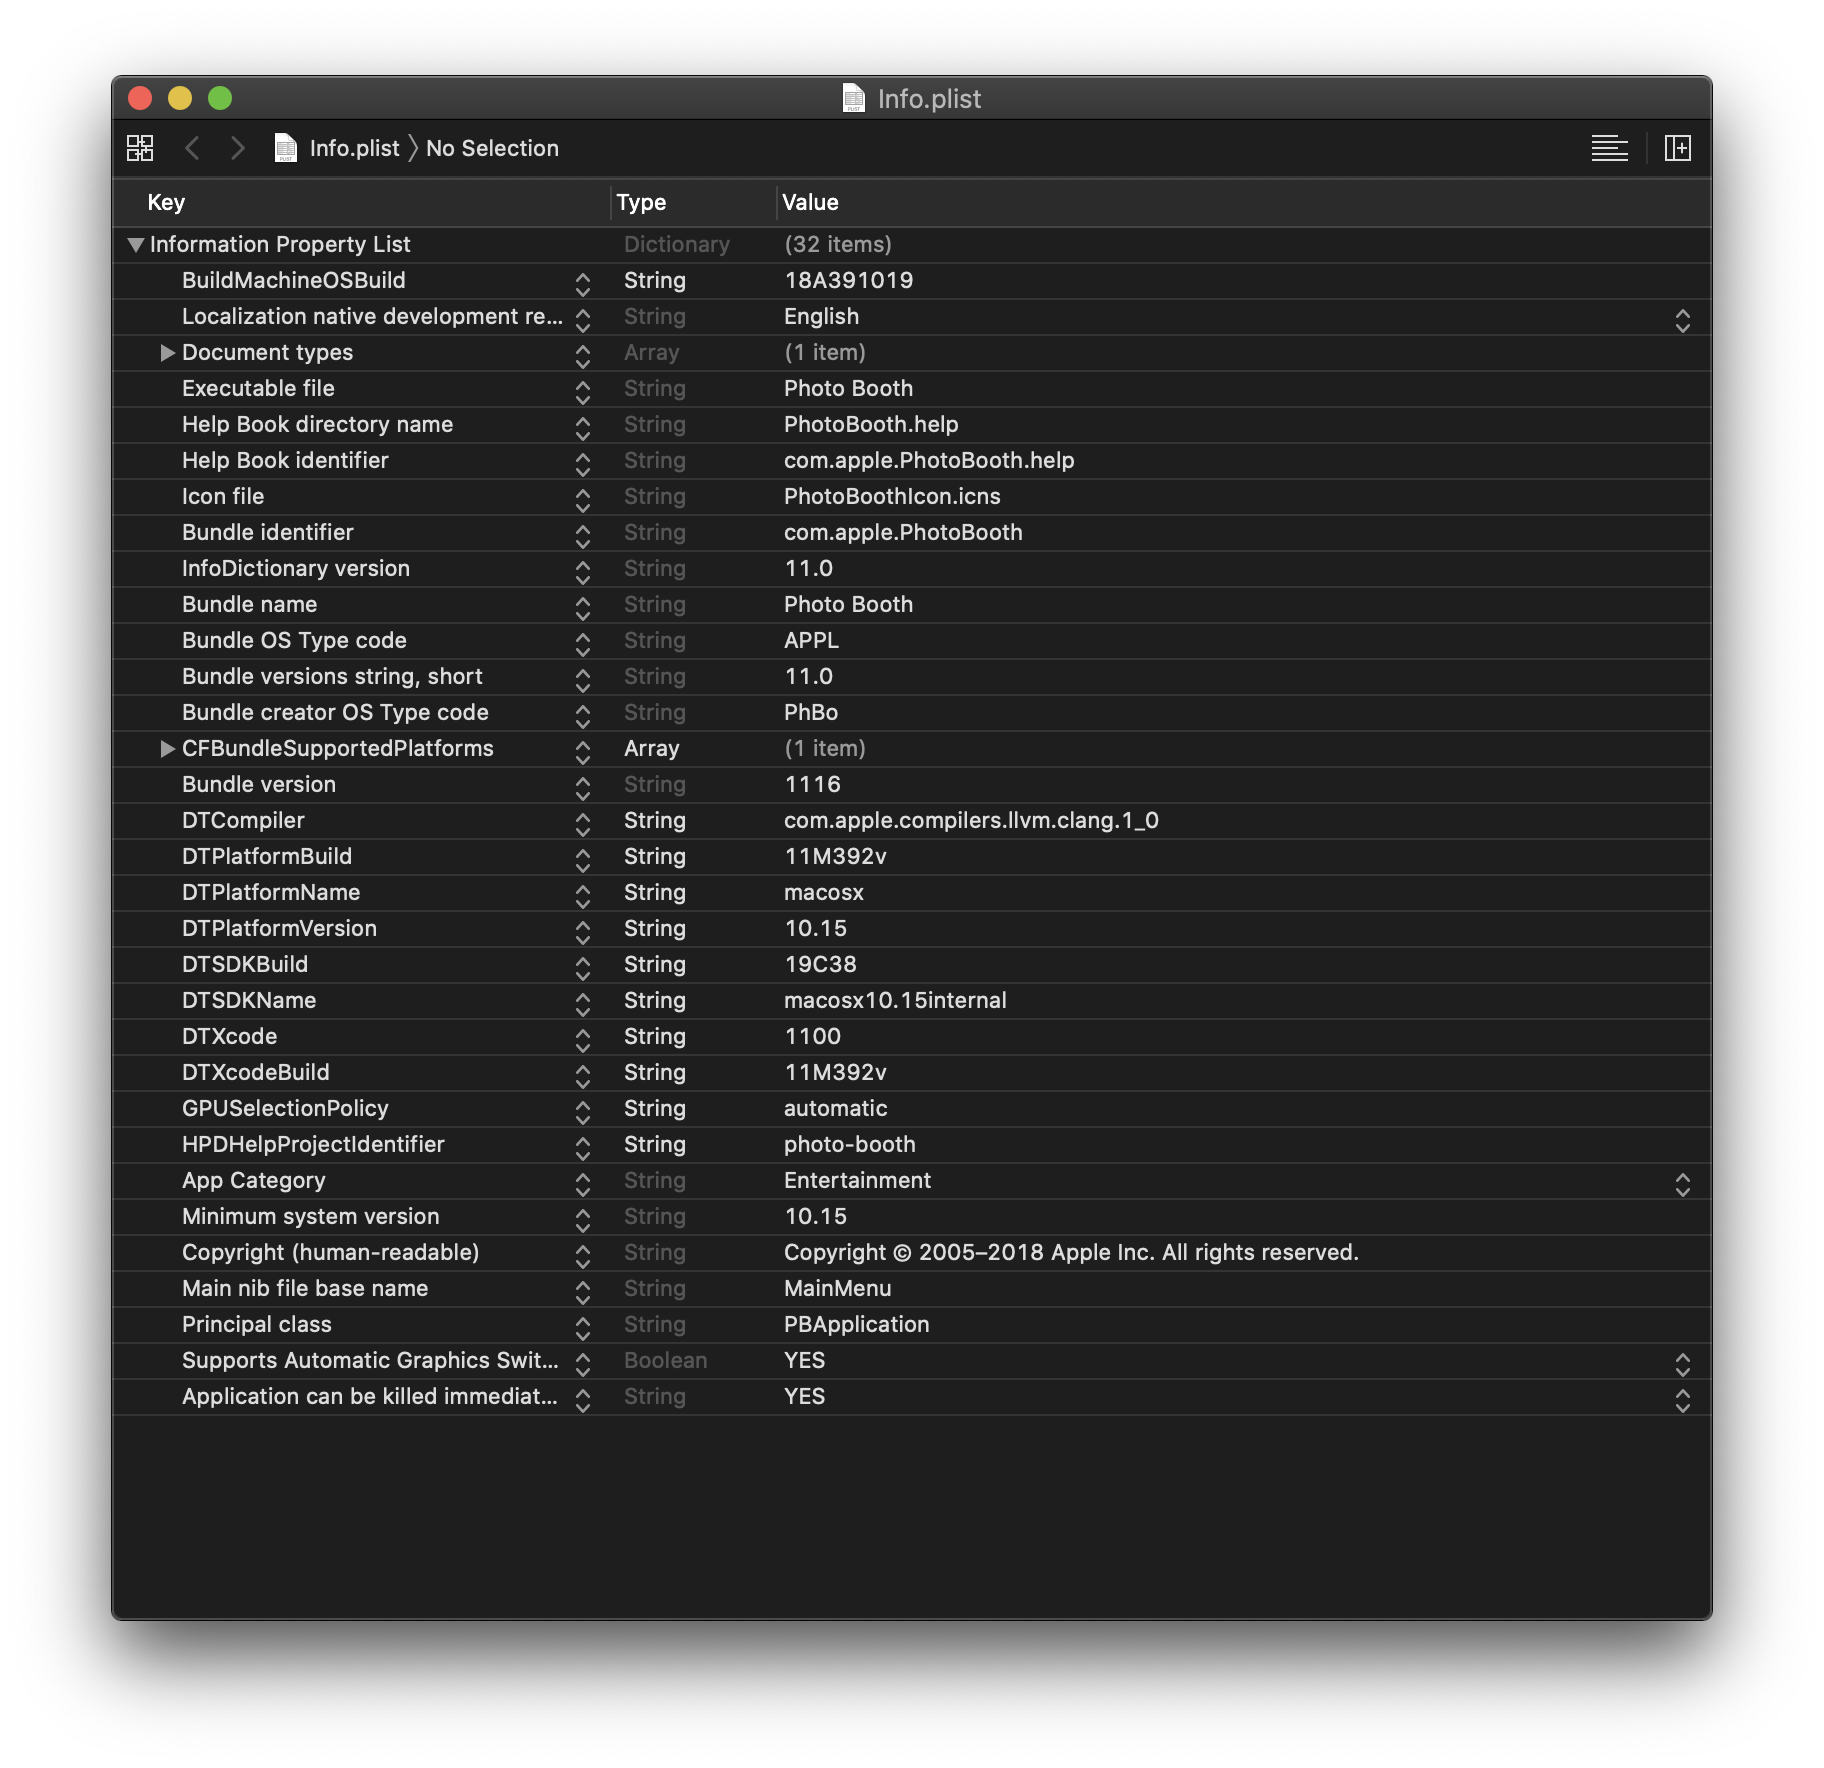 Info.plist
Info.plist 〉 No Selection
Key Type Value
Information Property List Dictionary (32 items)
BuildMachineOSBuild String 18A391019
Localization native development re... String English
Document types Array (1 item)
Executable file String Photo Booth
Help Book directory name String PhotoBooth.help
Help Book identifier String com.apple.PhotoBooth.help
Icon file String PhotoBoothIcon.icns
Bundle identifier String com.apple.PhotoBooth
InfoDictionary version String 11.0
Bundle name String Photo Booth
Bundle OS Type code String APPL
Bundle versions string, short String 11.0
Bundle creator OS Type code String PhBo
CFBundleSupportedPlatforms Array (1 item)
Bundle version String 1116
DTCompiler String com.apple.compilers.llvm.clang.1_0
DTPlatformBuild String 11M392v
DTPlatformName String macosx
DTPlatformVersion String 10.15
DTSDKBuild String 19C38
DTSDKName String macosx10.15internal
DTXcode String 1100
DTXcodeBuild String 11M392v
GPUSelectionPolicy String automatic
HPDHelpProjectIdentifier String photo-booth
App Category String Entertainment
Minimum system version String 10.15
Copyright (human-readable) String Copyright © 2005–2018 Apple Inc. All rights reserved.
Main nib file base name String MainMenu
Principal class String PBApplication
Supports Automatic Graphics Swit... Boolean YES
Application can be killed immediat... String YES